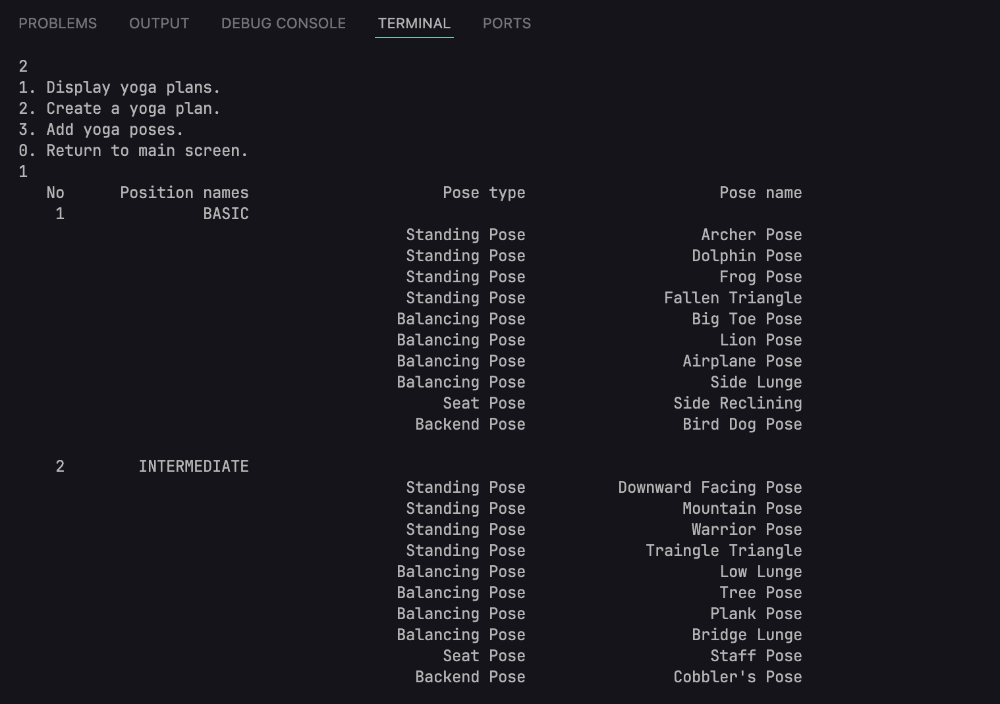 PROBLEMS OUTPUT DEBUG CONSOLE TERMINAL PORTS
2
1. Display yoga plans.
2. Create a yoga plan.
3. Add yoga poses.
0. Return to main screen.
1
No Position names Pose type Pose name
1 BASIC
Standing Pose Archer Pose
Standing Pose Dolphin Pose
Standing Pose Frog Pose
Standing Pose Fallen Triangle
Balancing Pose Big Toe Pose
Balancing Pose Lion Pose
Balancing Pose Airplane Pose
Balancing Pose Side Lunge
Seat Pose Side Reclining
Backend Pose Bird Dog Pose
2 INTERMEDIATE
Standing Pose Downward Facing Pose
Standing Pose Mountain Pose
Standing Pose Warrior Pose
Standing Pose Traingle Triangle
Balancing Pose Low Lunge
Balancing Pose Tree Pose
Balancing Pose Plank Pose
Balancing Pose Bridge Lunge
Seat Pose Staff Pose
Backend Pose Cobbler's Pose